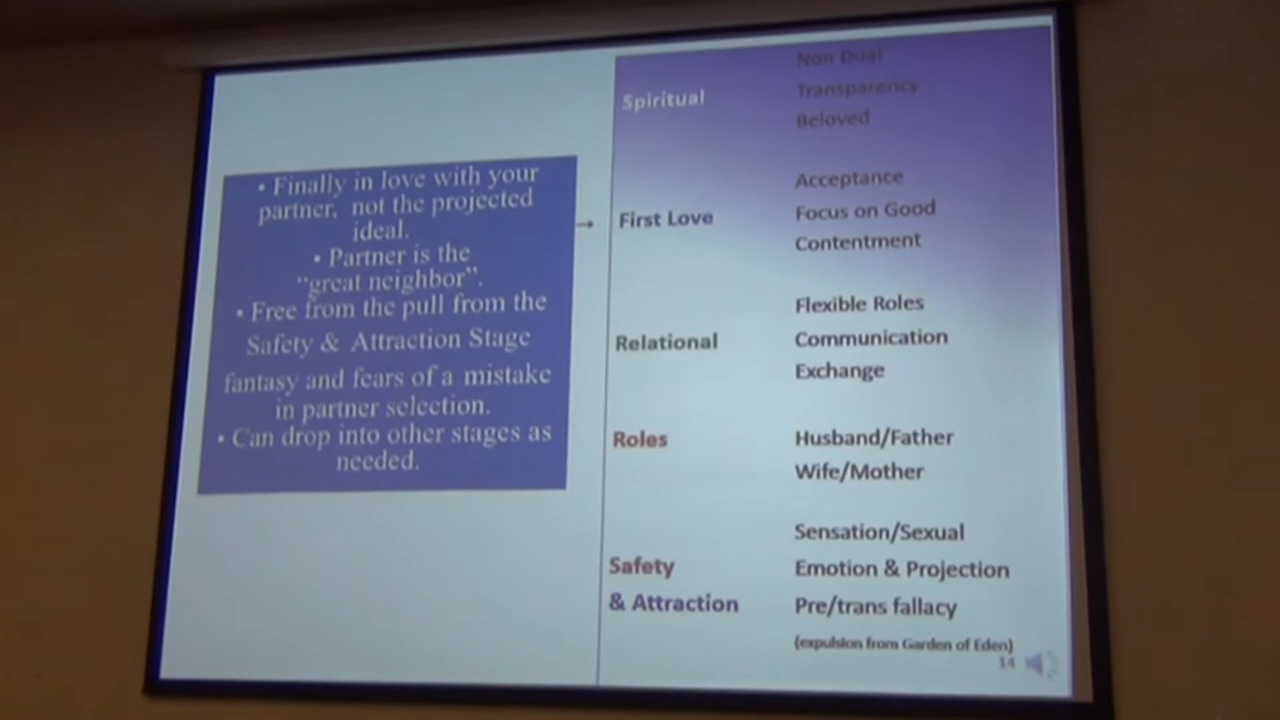 • Finally in love with your
partner, not the projected
ideal.
• Partner is the
“great neighbor”.
• Free from the pull from the
Safety & Attraction Stage
fantasy and fears of a mistake
in partner selection.
• Can drop into other stages as
needed.
→
Spiritual
Non Dual
Transparency
Beloved
First Love
Acceptance
Focus on Good
Contentment
Relational
Flexible Roles
Communication
Exchange
Roles
Husband/Father
Wife/Mother
Safety
& Attraction
Sensation/Sexual
Emotion & Projection
Pre/trans fallacy
(expulsion from Garden of Eden)
14